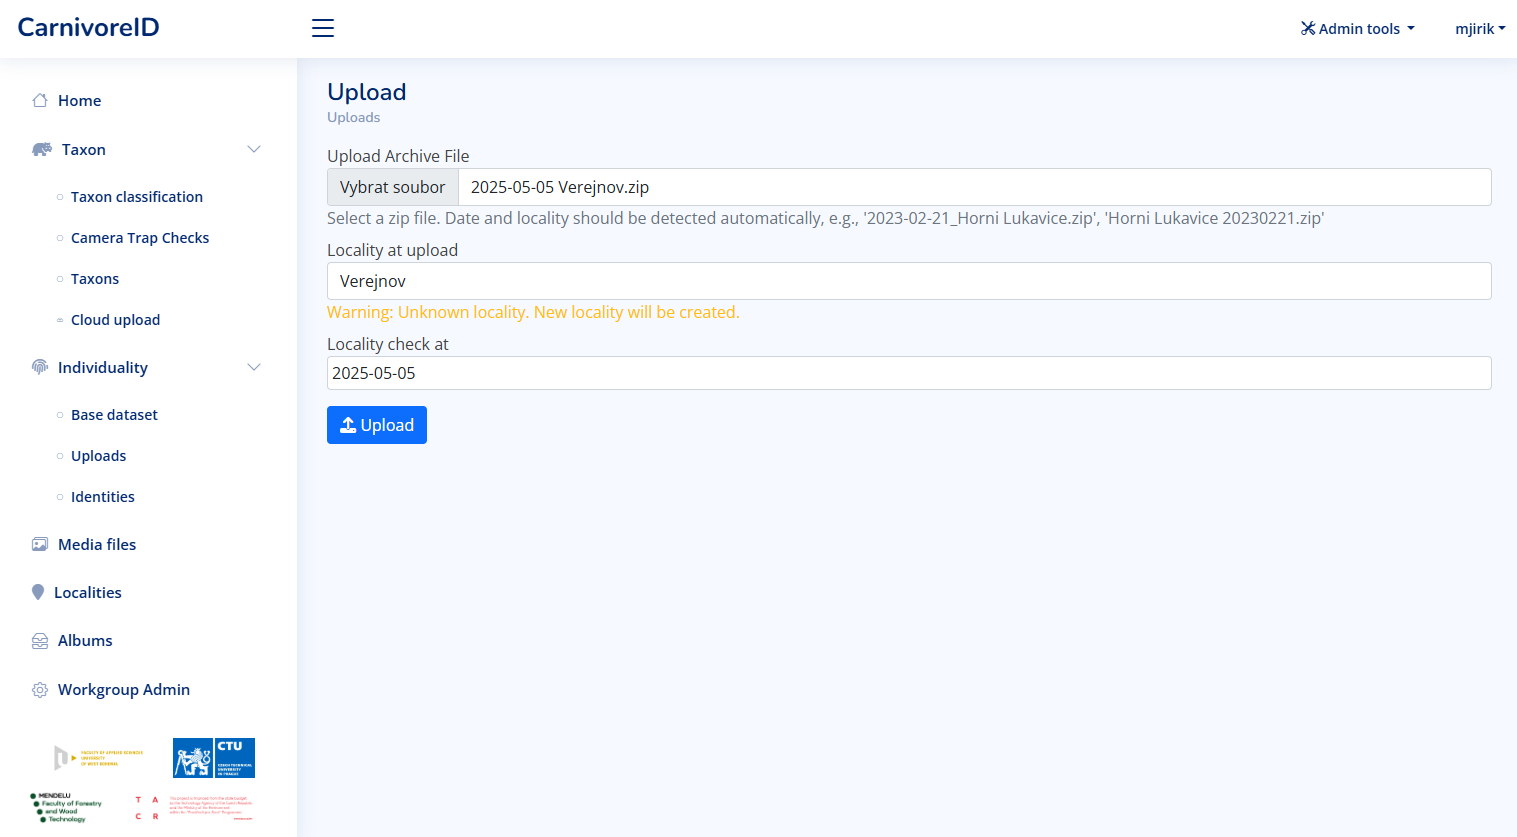 CarnivoreID
Admin tools
mjirik
Home
Taxon
Taxon classification
Camera Trap Checks
Taxons
Cloud upload
Individuality
Base dataset
Uploads
Identities
Media files
Localities
Albums
Workgroup Admin
FACULTY OF APPLIED SCIENCES
UNIVERSITY
OF WEST BOHEMIA
CTU
CZECH TECHNICAL
UNIVERSITY
IN PRAGUE
MENDELU
Faculty of Forestry
and Wood
Technology
T A
C R
Upload
Uploads
Upload Archive File
Vybrat soubor
2025-05-05 Verejnov.zip
Select a zip file. Date and locality should be detected automatically, e.g., '2023-02-21_Horni Lukavice.zip', 'Horni Lukavice 20230221.zip'
Locality at upload
Verejnov
Warning: Unknown locality. New locality will be created.
Locality check at
2025-05-05
Upload